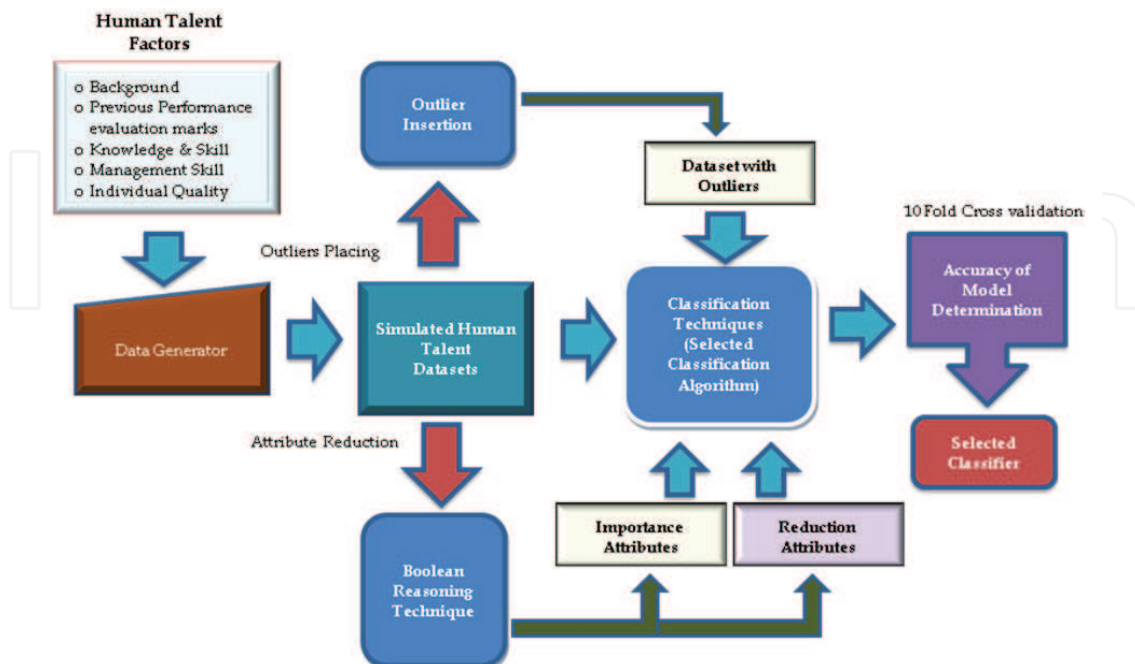 Human Talent
Factors
o Background
o Previous Performance
evaluation marks
o Knowledge & Skill
o Management Skill
o Individual Quality
Outlier
Insertion
Dataset with
Outliers
10 Fold Cross validation
Outliers Placing
Data Generator
Simulated Human
Talent
Datasets
Classification
Techniques
(Selected
Classification
Algorithm)
Accuracy of
Model
Determination
Attribute Reduction
Selected
Classifier
Boolean
Reasoning
Technique
Importance
Attributes
Reduction
Attributes